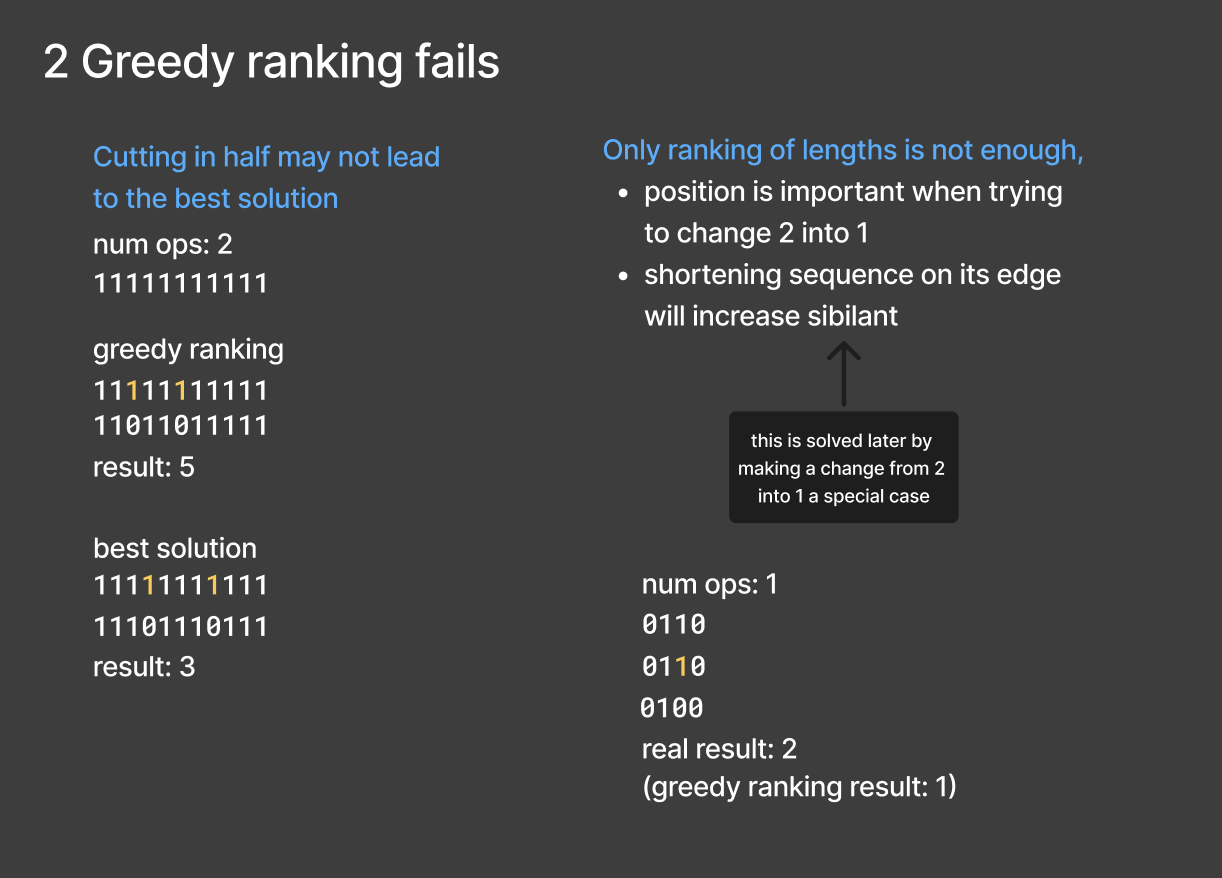 2 Greedy ranking fails
Cutting in half may not lead
to the best solution
num ops: 2
11111111111
greedy ranking
11111111111
11011011111
result: 5
best solution
11111111111
11101110111
result: 3
Only ranking of lengths is not enough,
• position is important when trying
to change 2 into 1
• shortening sequence on its edge
will increase sibilant
this is solved later by
making a change from 2
into 1 a special case
num ops: 1
0110
0110
0100
real result: 2
(greedy ranking result: 1)